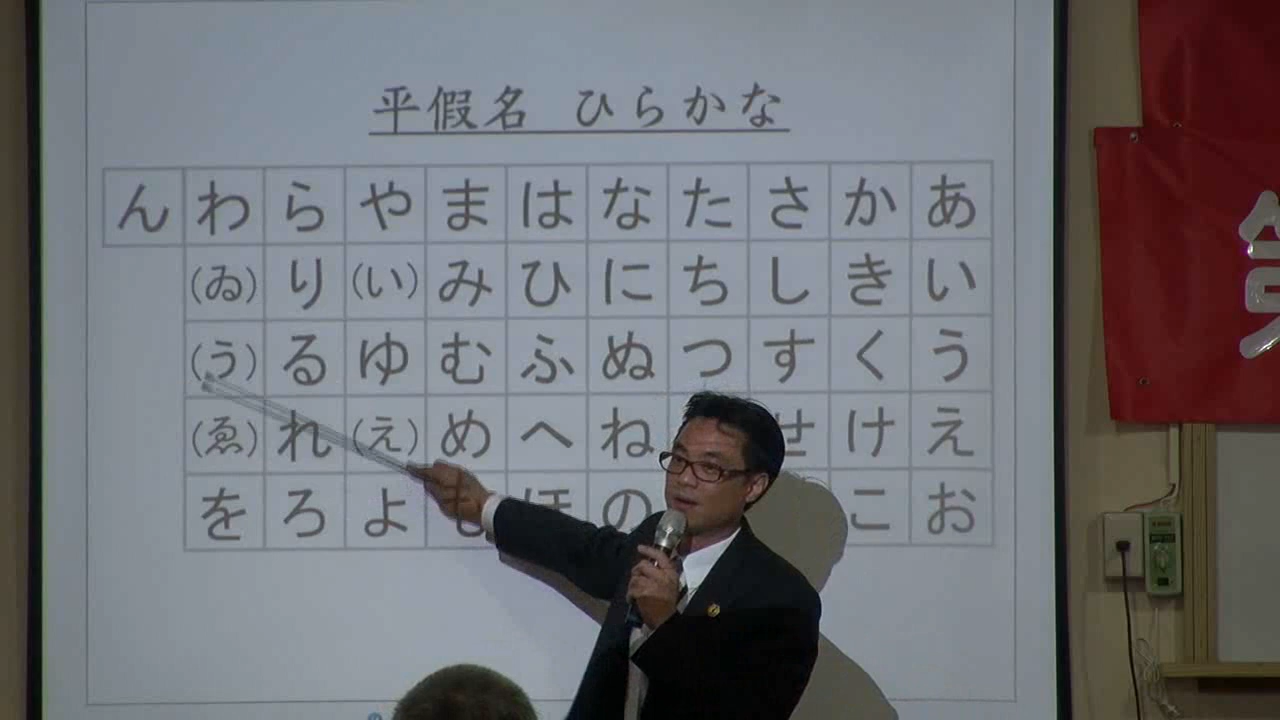 平假名 ひらかな
ん わ ら や ま は な た さ か あ
(ゐ) り (い) み ひ に ち し き い
(う) る ゆ む ふ ぬ つ す く う
(ゑ) れ (え) め へ ね せ け え
を ろ よ も ほ の こ お